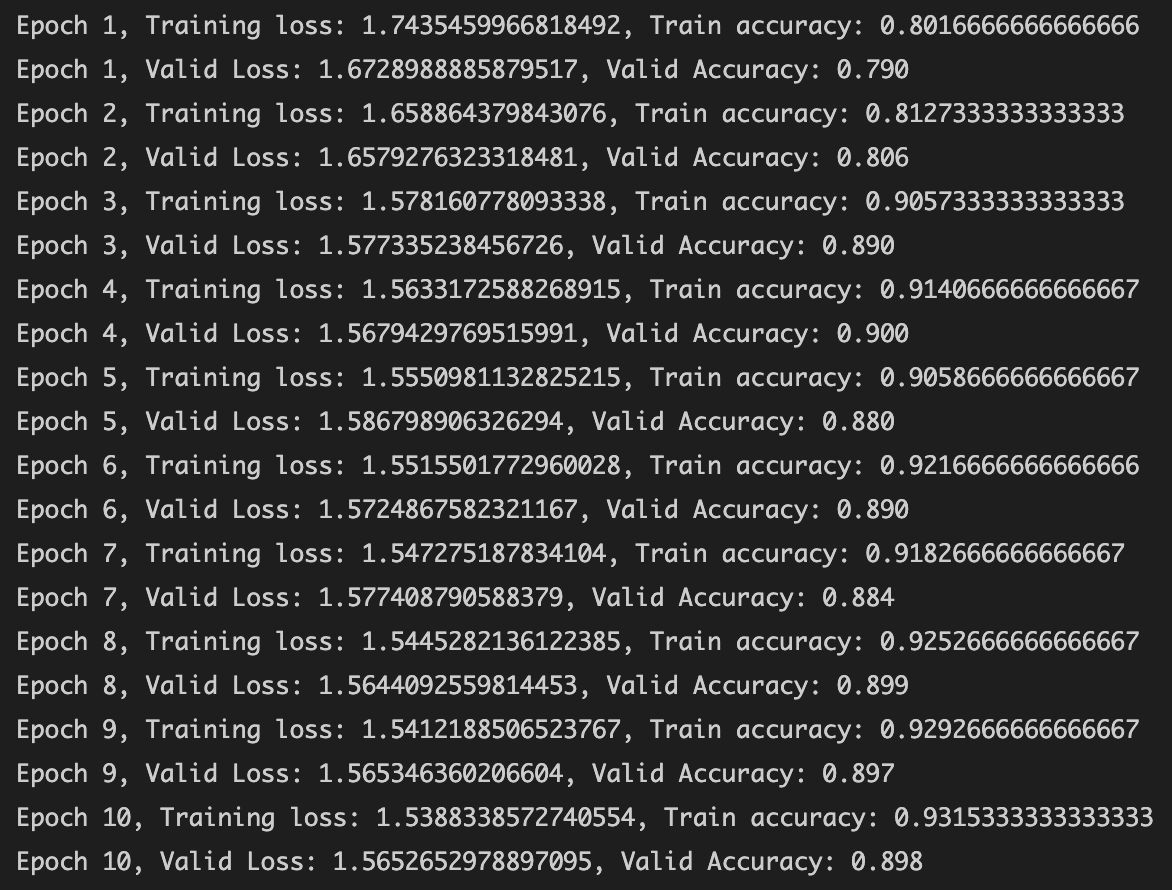 Epoch 1, Training loss: 1.7435459966818492, Train accuracy: 0.8016666666666666
Epoch 1, Valid Loss: 1.6728988885879517, Valid Accuracy: 0.790
Epoch 2, Training loss: 1.658864379843076, Train accuracy: 0.8127333333333333
Epoch 2, Valid Loss: 1.6579276323318481, Valid Accuracy: 0.806
Epoch 3, Training loss: 1.578160778093338, Train accuracy: 0.9057333333333333
Epoch 3, Valid Loss: 1.577335238456726, Valid Accuracy: 0.890
Epoch 4, Training loss: 1.5633172588268915, Train accuracy: 0.9140666666666667
Epoch 4, Valid Loss: 1.5679429769515991, Valid Accuracy: 0.900
Epoch 5, Training loss: 1.5550981132825215, Train accuracy: 0.9058666666666667
Epoch 5, Valid Loss: 1.586798906326294, Valid Accuracy: 0.880
Epoch 6, Training loss: 1.5515501772960028, Train accuracy: 0.9216666666666666
Epoch 6, Valid Loss: 1.5724867582321167, Valid Accuracy: 0.890
Epoch 7, Training loss: 1.547275187834104, Train accuracy: 0.9182666666666667
Epoch 7, Valid Loss: 1.577408790588379, Valid Accuracy: 0.884
Epoch 8, Training loss: 1.5445282136122385, Train accuracy: 0.9252666666666667
Epoch 8, Valid Loss: 1.5644092559814453, Valid Accuracy: 0.899
Epoch 9, Training loss: 1.5412188506523767, Train accuracy: 0.9292666666666667
Epoch 9, Valid Loss: 1.565346360206604, Valid Accuracy: 0.897
Epoch 10, Training loss: 1.5388338572740554, Train accuracy: 0.9315333333333333
Epoch 10, Valid Loss: 1.5652652978897095, Valid Accuracy: 0.898